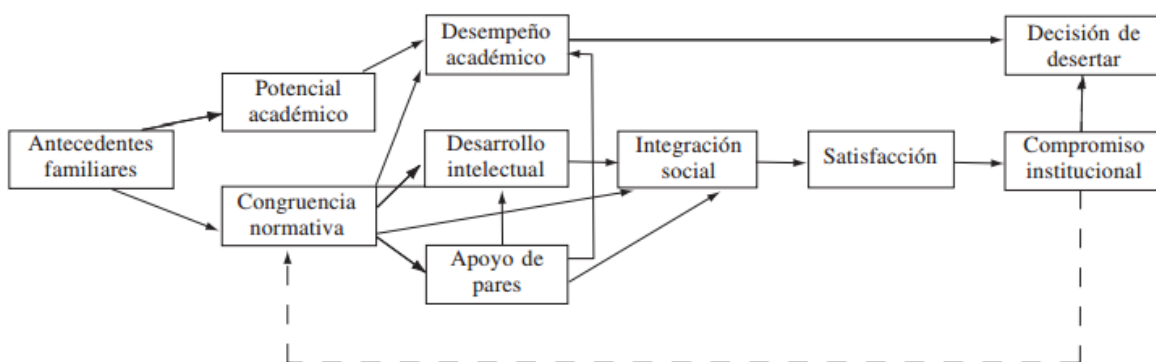 Desempeño
académico
Decisión de
desertar
Potencial
académico
Antecedentes
familiares
Desarrollo
intelectual
Integración
social
Satisfacción
Compromiso
institucional
Congruencia
normativa
Apoyo de
pares